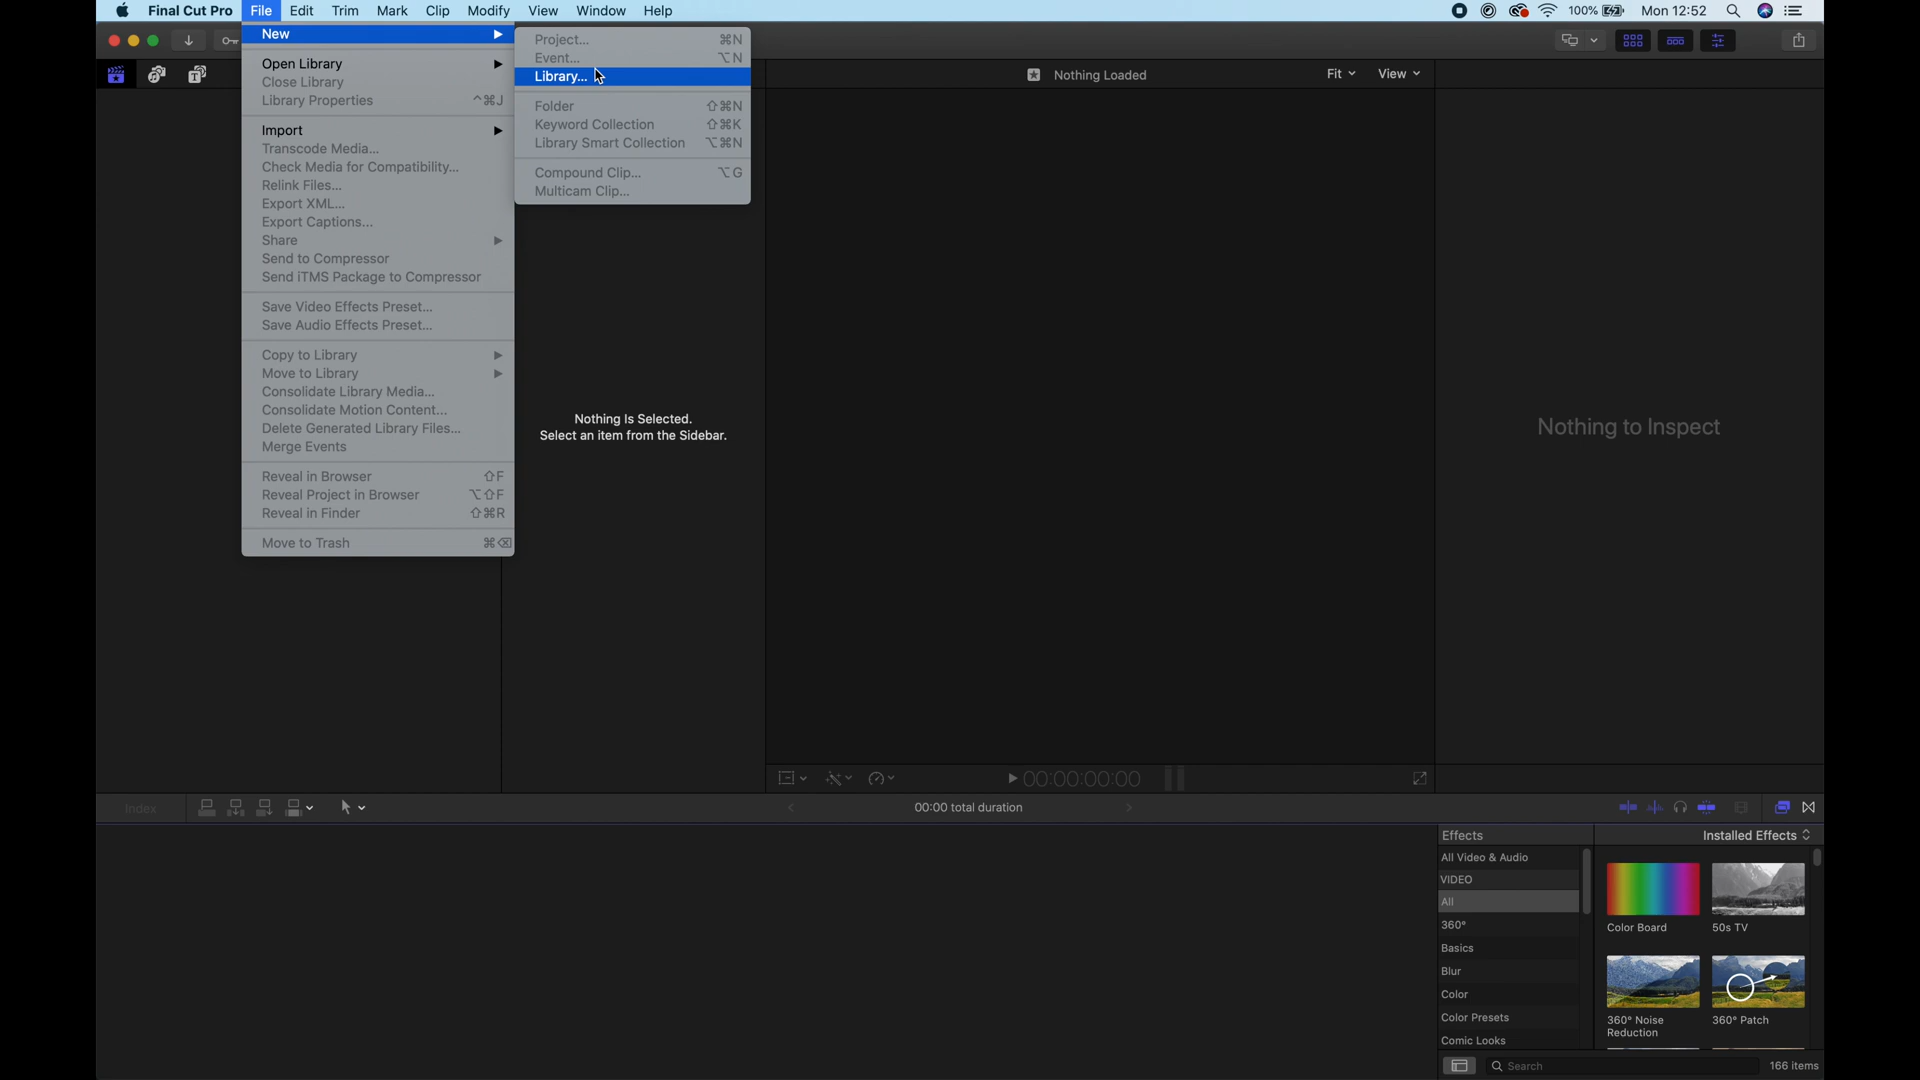 Final Cut Pro File Edit Trim Mark Clip Modify View Window Help 100% Mon 12:52
New
Open Library
Close Library
Library Properties ^⌘J
Import
Transcode Media...
Check Media for Compatibility...
Relink Files...
Export XML...
Export Captions...
Share
Send to Compressor
Send iTMS Package to Compressor
Save Video Effects Preset...
Save Audio Effects Preset...
Copy to Library
Move to Library
Consolidate Library Media...
Consolidate Motion Content...
Delete Generated Library Files...
Merge Events
Reveal in Browser ⇧F
Reveal Project in Browser ⌥⇧F
Reveal in Finder ⇧⌘R
Move to Trash ⌘⌫
Project... ⌘N
Event... ⌥N
Library...
Folder ⇧⌘N
Keyword Collection ⇧⌘K
Library Smart Collection ⌥⌘N
Compound Clip... ⌥G
Multicam Clip...
Nothing Is Selected.
Select an item from the Sidebar.
Nothing Loaded
Fit
View
Nothing to Inspect
00:00:00:00
Index
00:00 total duration
Effects
Installed Effects
All Video & Audio
VIDEO
All
360°
Basics
Blur
Color
Color Presets
Comic Looks
Color Board
50s TV
360° Noise
Reduction
360° Patch
Search
166 items